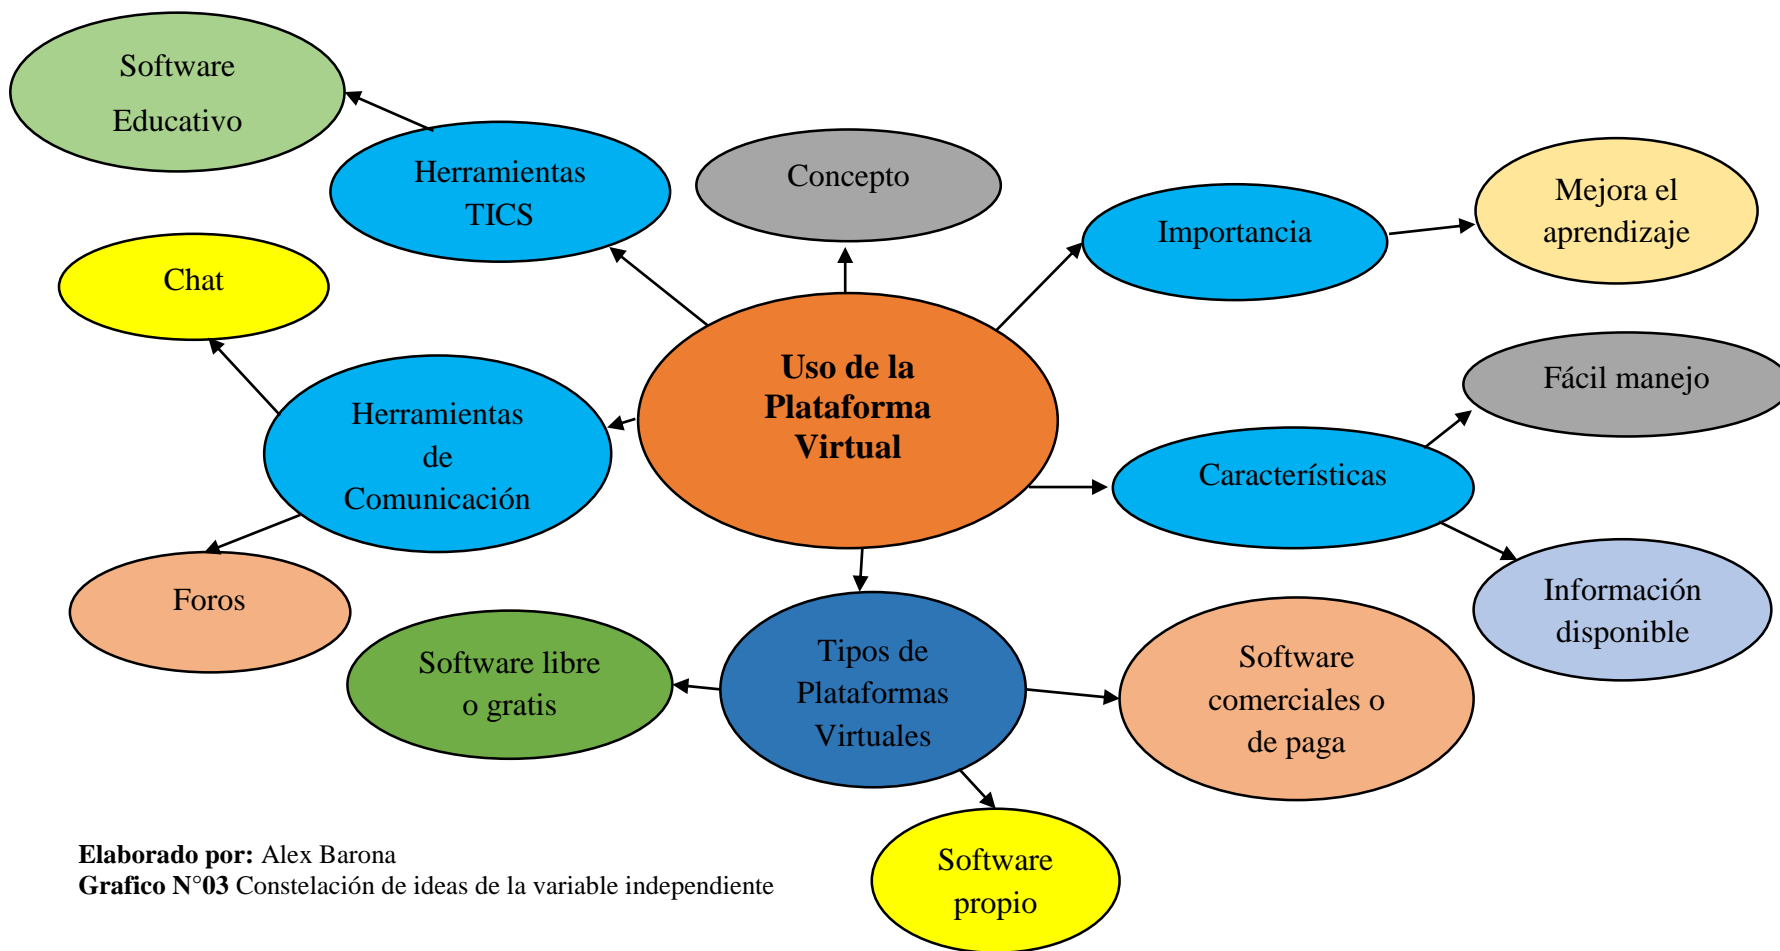 Software
Educativo
Herramientas
TICS
Concepto
Importancia
Mejora el
aprendizaje
Chat
Uso de la
Plataforma
Virtual
Fácil manejo
Herramientas
de
Comunicación
Características
Foros
Información
disponible
Software libre
o gratis
Tipos de
Plataformas
Virtuales
Software
comerciales o
de paga
Software
propio
Elaborado por: Alex Barona
Grafico N°03 Constelación de ideas de la variable independiente